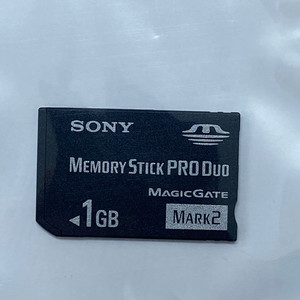 SONY
MEMORY STICK PRO DUO
MAGICGATE
◄1GB
MARK2